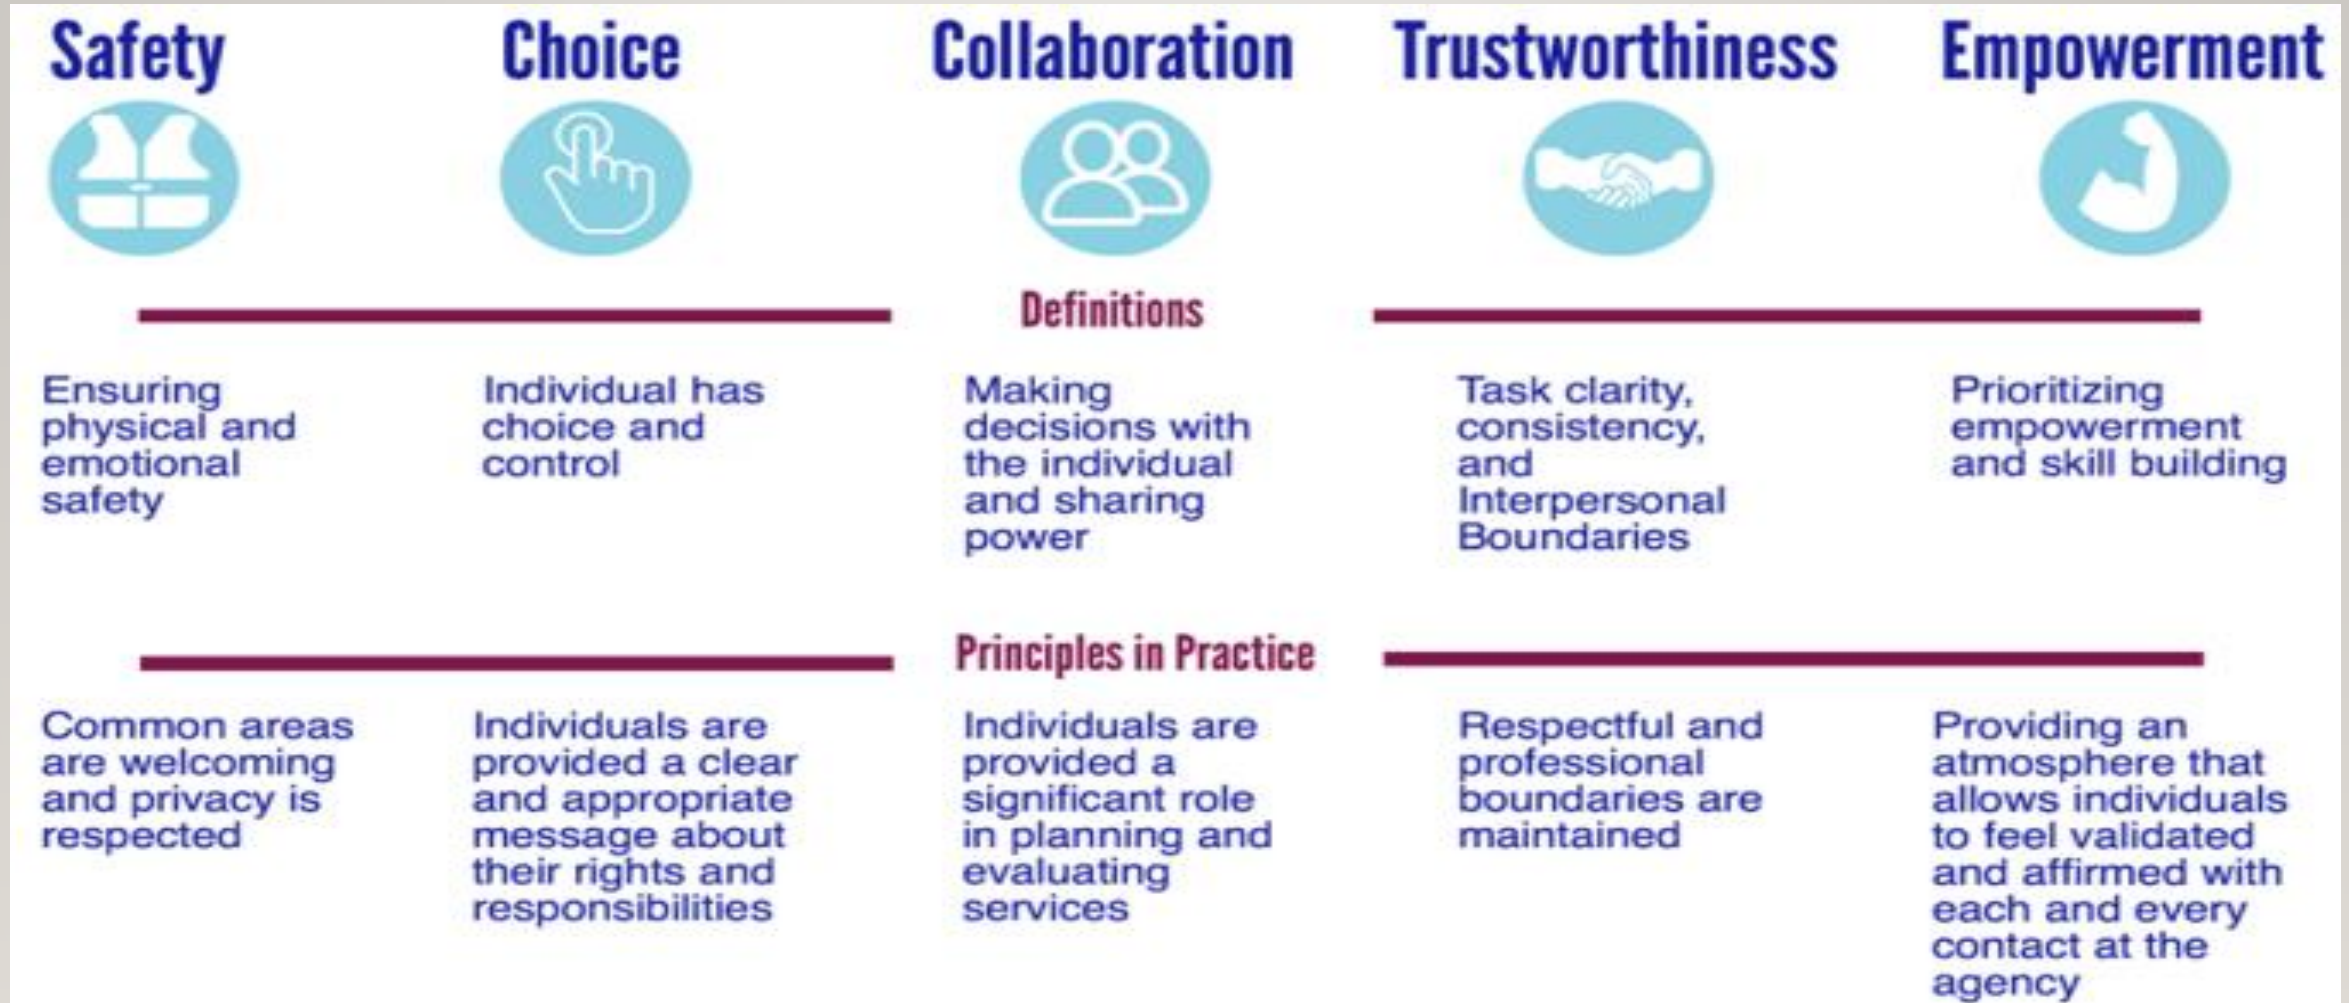 Safety
Choice
Collaboration
Trustworthiness
Empowerment
Definitions
Ensuring
physical and
emotional
safety
Individual has
choice and
control
Making
decisions with
the individual
and sharing
power
Task clarity,
consistency,
and
Interpersonal
Boundaries
Prioritizing
empowerment
and skill building
Principles in Practice
Common areas
are welcoming
and privacy is
respected
Individuals are
provided a clear
and appropriate
message about
their rights and
responsibilities
Individuals are
provided a
significant role
in planning and
evaluating
services
Respectful and
professional
boundaries are
maintained
Providing an
atmosphere that
allows individuals
to feel validated
and affirmed with
each and every
contact at the
agency